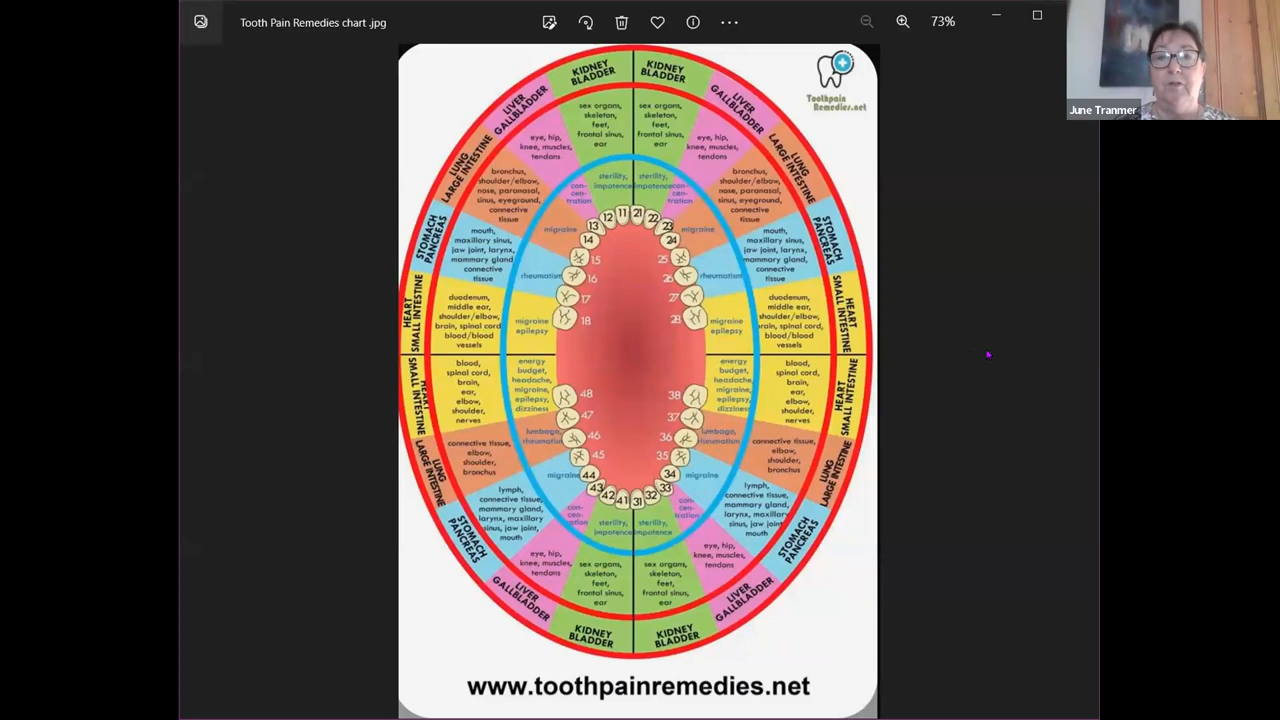 Tooth Pain Remedies chart .jpg
73%
June Tranmer
Toothpain
Remedies.net
KIDNEY
BLADDER
KIDNEY
BLADDER
LIVER
GALLBLADDER
LIVER
GALLBLADDER
LUNG
LARGE INTESTINE
LUNG
LARGE INTESTINE
STOMACH
PANCREAS
STOMACH
PANCREAS
HEART
SMALL INTESTINE
HEART
SMALL INTESTINE
sex organs,
skeleton,
feet,
frontal sinus,
ear
sex organs,
skeleton,
feet,
frontal sinus,
ear
eye, hip,
knee, muscles,
tendons
eye, hip,
knee, muscles,
tendons
bronchus,
shoulder/elbow,
nose, paranasal,
sinus, eyeground,
connective
tissue
bronchus,
shoulder/elbow,
nose, paranasal,
sinus, eyeground,
connective
tissue
mouth,
maxillary sinus,
jaw joint, larynx,
mammary gland,
connective
tissue
mouth,
maxillary sinus,
jaw joint, larynx,
mammary gland,
connective
tissue
duodenum,
middle ear,
shoulder/elbow,
brain, spinal cord
blood/blood
vessels
duodenum,
middle ear,
shoulder/elbow,
brain, spinal cord,
blood/blood
vessels
sterility,
impotence
sterility,
impotence
con-
cen-
tration
con-
cen-
tration
migraine
migraine
rheumatism
rheumatism
migraine
epilepsy
migraine
epilepsy
11 21
12 22
13 23
14 24
15 25
16 26
17 27
18 28
48 38
47 37
46 36
45 35
44 34
43 33
42 32
41 31
energy
budget,
headache,
migraine,
epilepsy,
dizziness
energy
budget,
headache,
migraine,
epilepsy,
dizziness
lumbago,
rheumatism
lumbago,
rheumatism
migraine
migraine
con-
cen-
tration
con-
cen-
tration
sterility,
impotence
sterility,
impotence
blood,
spinal cord,
brain,
ear,
elbow,
shoulder,
nerves
blood,
spinal cord,
brain,
ear,
elbow,
shoulder,
nerves
connective tissue,
elbow,
shoulder,
bronchus
connective tissue,
elbow,
shoulder,
bronchus
lymph,
connective tissue,
mammary gland,
larynx, maxillary
sinus, jaw joint,
mouth
lymph,
connective tissue,
mammary gland,
larynx, maxillary
sinus, jaw joint,
mouth
eye, hip,
knee, muscles,
tendons
eye, hip,
knee, muscles,
tendons
sex organs,
skeleton,
feet,
frontal sinus,
ear
sex organs,
skeleton,
feet,
frontal sinus,
ear
HEART
SMALL INTESTINE
HEART
SMALL INTESTINE
LUNG
LARGE INTESTINE
LUNG
LARGE INTESTINE
STOMACH
PANCREAS
STOMACH
PANCREAS
LIVER
GALLBLADDER
LIVER
GALLBLADDER
KIDNEY
BLADDER
KIDNEY
BLADDER
www.toothpainremedies.net